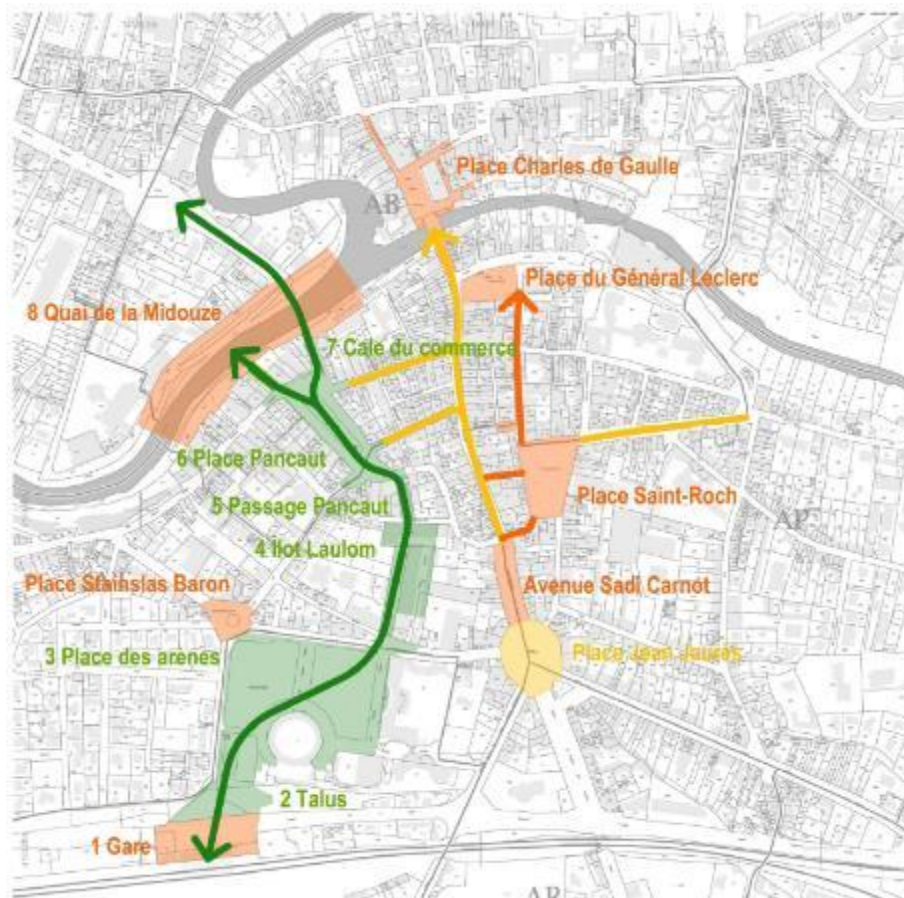 Place Charles de Gaulle
AB
Place du Général Leclerc
8 Quai de la Midouze
7 Cale du commerce
6 Place Pancaut
5 Passage Pancaut
Place Saint-Roch
AP
4 Ilot Laulom
Place Stainslas Baron
Avenue Sadi Carnot
3 Place des arènes
Place Jean Jaurès
2 Talus
1 Gare